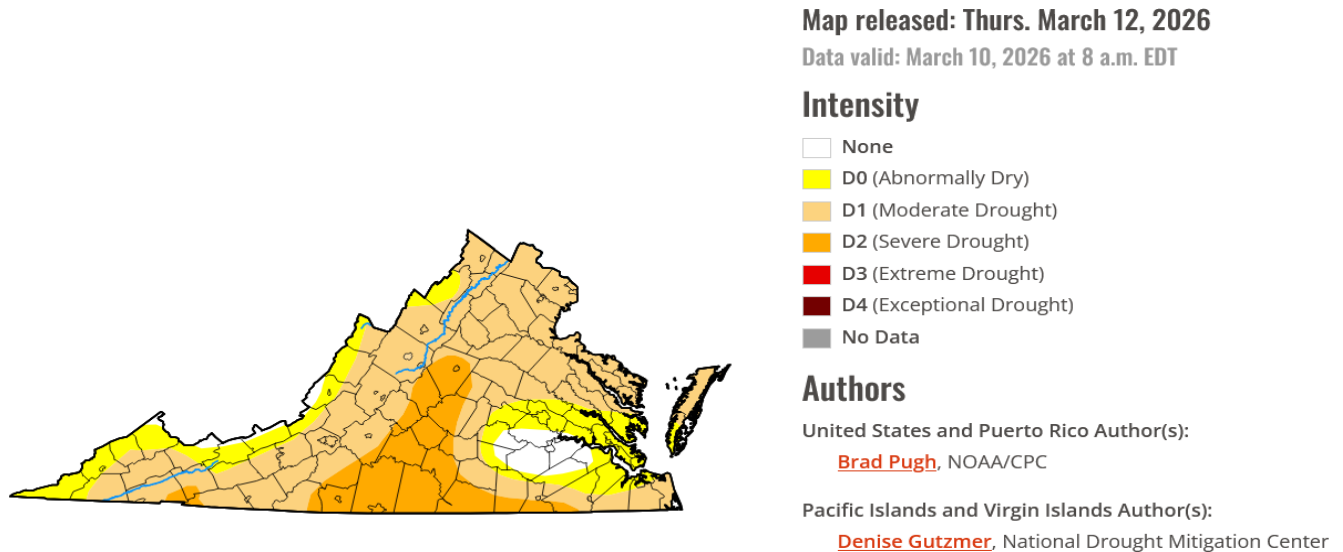 Map released: Thurs. March 12, 2026
Data valid: March 10, 2026 at 8 a.m. EDT
Intensity
None
D0 (Abnormally Dry)
D1 (Moderate Drought)
D2 (Severe Drought)
D3 (Extreme Drought)
D4 (Exceptional Drought)
No Data
Authors
United States and Puerto Rico Author(s):
Brad Pugh, NOAA/CPC
Pacific Islands and Virgin Islands Author(s):
Denise Gutzmer, National Drought Mitigation Center